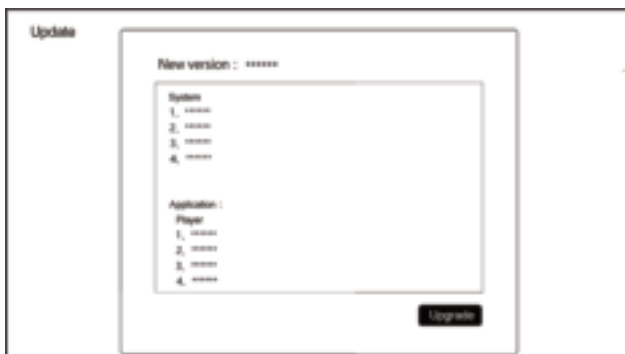 Update
New version : ******
System
1、******
2、******
3、******
4、******
Application :
Player
1、******
2、******
3、******
4、******
Upgrade